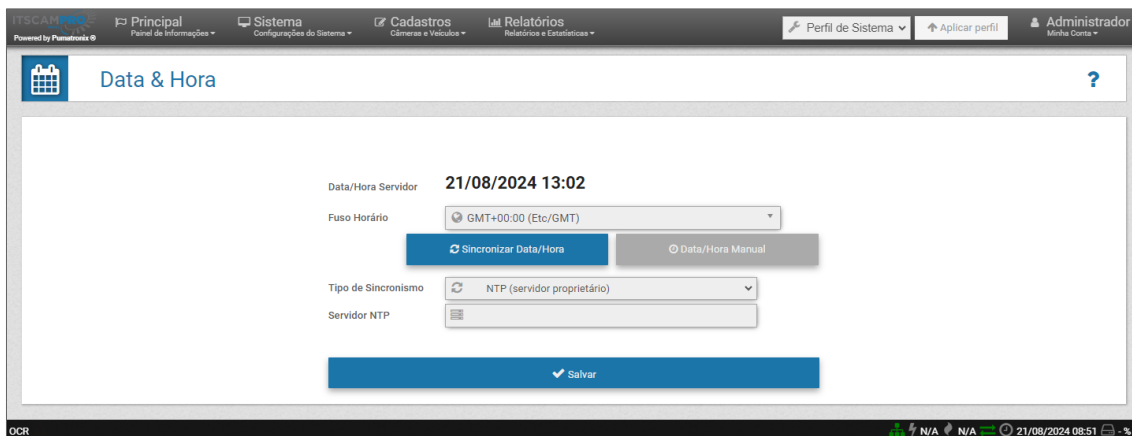 ITSCAMPRO
Powered by Pumatronix ®
Principal
Painel de Informações
Sistema
Configurações do Sistema
Cadastros
Câmeras e Veículos
Relatórios
Relatórios e Estatísticas
Perfil de Sistema
Aplicar perfil
Administrador
Minha Conta
Data & Hora
?
Data/Hora Servidor 21/08/2024 13:02
Fuso Horário GMT+00:00 (Etc/GMT)
Sincronizar Data/Hora Data/Hora Manual
Tipo de Sincronismo NTP (servidor proprietário)
Servidor NTP
Salvar
OCR N/A N/A 21/08/2024 08:51 - %